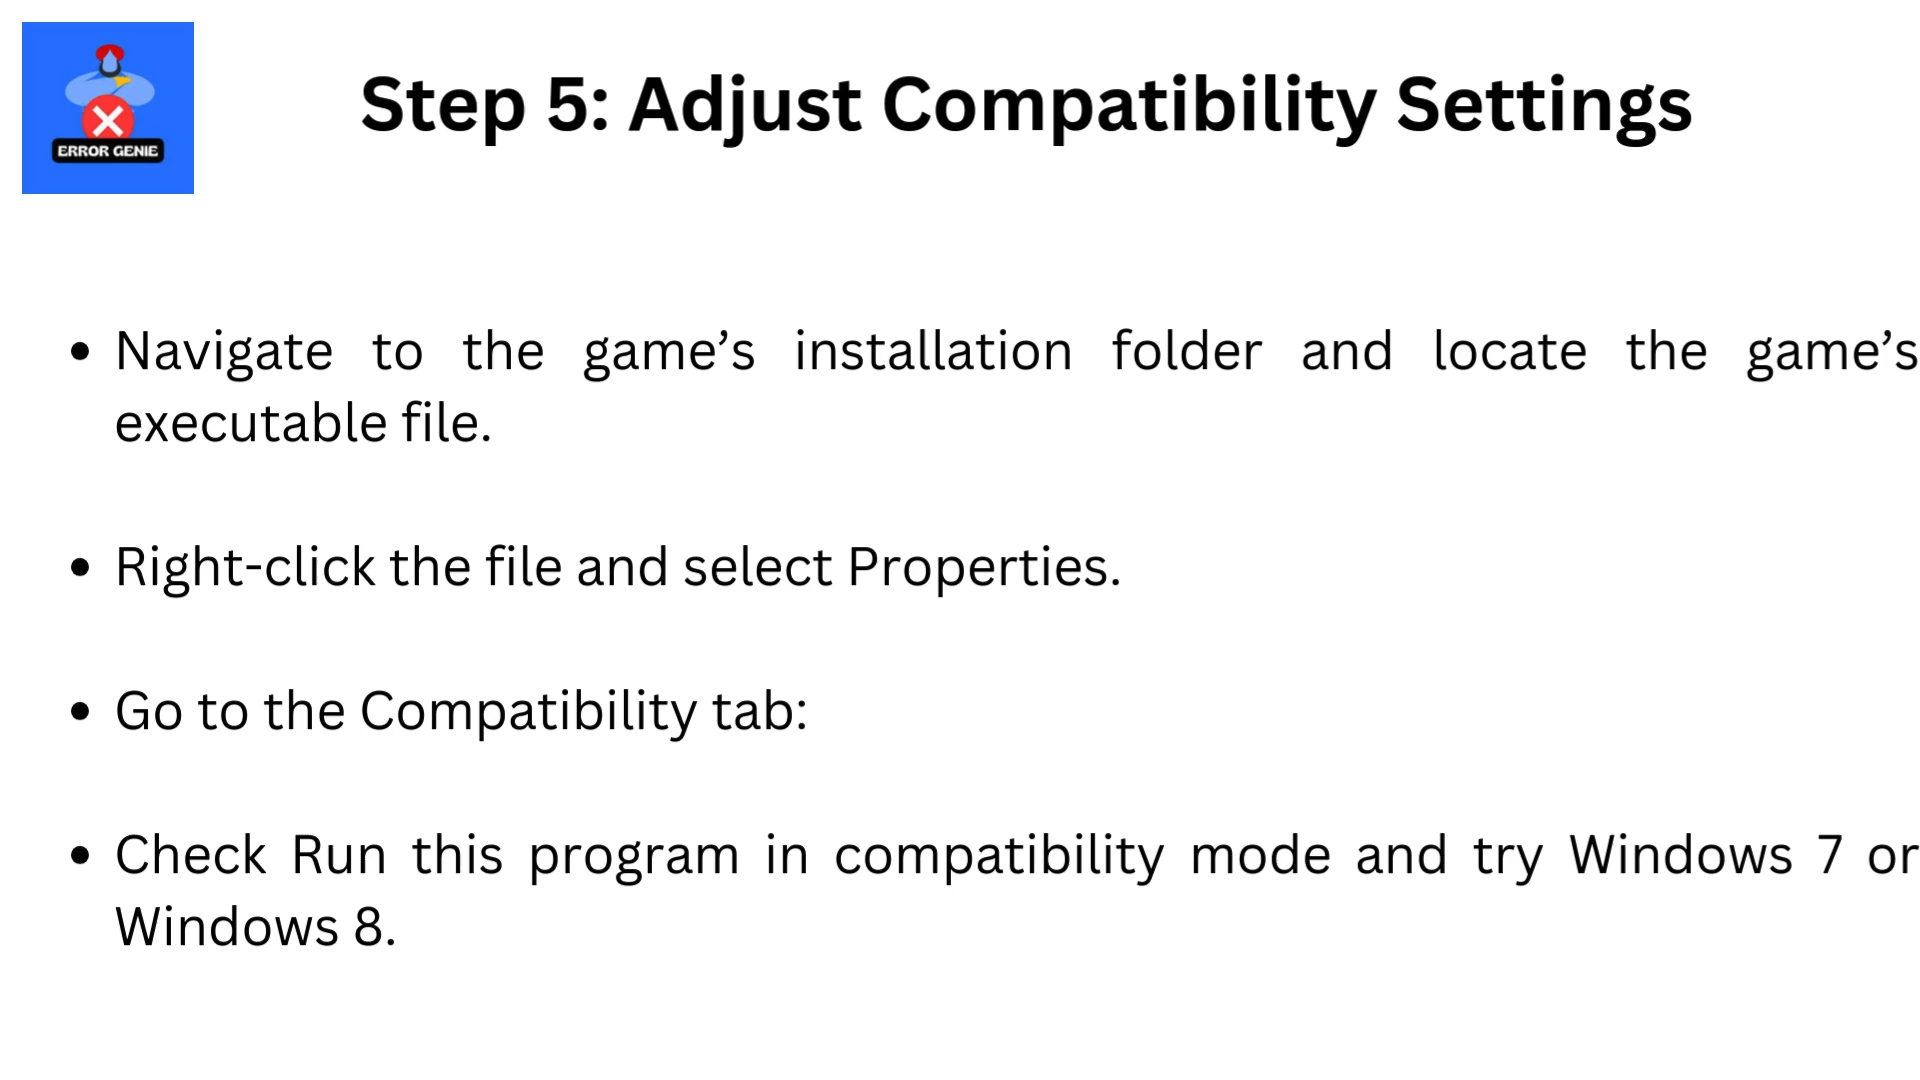 ERROR GENIE
Step 5: Adjust Compatibility Settings
• Navigate to the game’s installation folder and locate the game’s
executable file.
• Right-click the file and select Properties.
• Go to the Compatibility tab:
• Check Run this program in compatibility mode and try Windows 7 or
Windows 8.